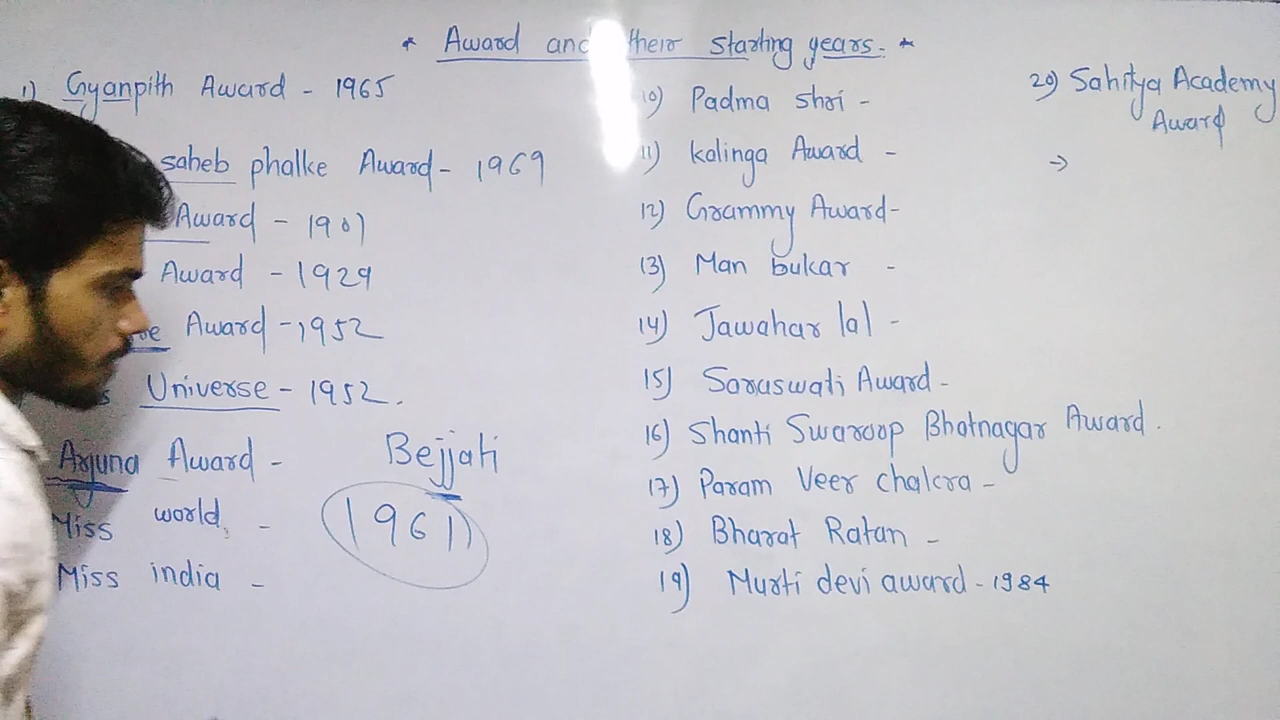 * Award and their starting years. *
1) Gyanpith Award - 1965
saheb phalke Award - 1969
Award - 1901
Award - 1929
Award - 1952
Universe - 1952.
Arjuna Award -
Bejjati
1961
Miss world -
Miss india -
10) Padma shri -
11) Kalinga Award -
12) Grammy Award -
13) Man bukar -
14) Jawahar lal -
15) Saraswati Award -
16) Shanti Swaroop Bhatnagar Award.
17) Param Veer chakra -
18) Bharat Ratan -
19) Murti devi award - 1984
20) Sahitya Academy
Award
→